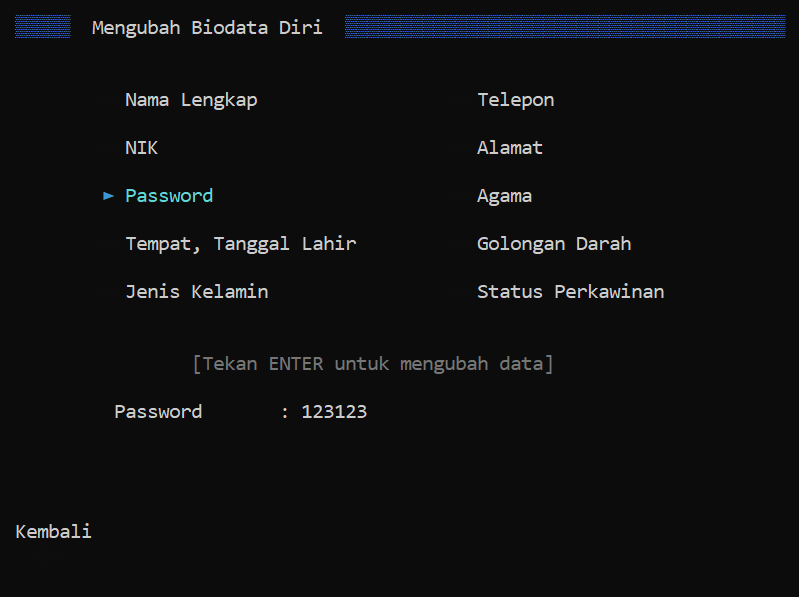 Mengubah Biodata Diri
Nama Lengkap Telepon
NIK Alamat
► Password Agama
Tempat, Tanggal Lahir Golongan Darah
Jenis Kelamin Status Perkawinan
[Tekan ENTER untuk mengubah data]
Password : 123123
Kembali